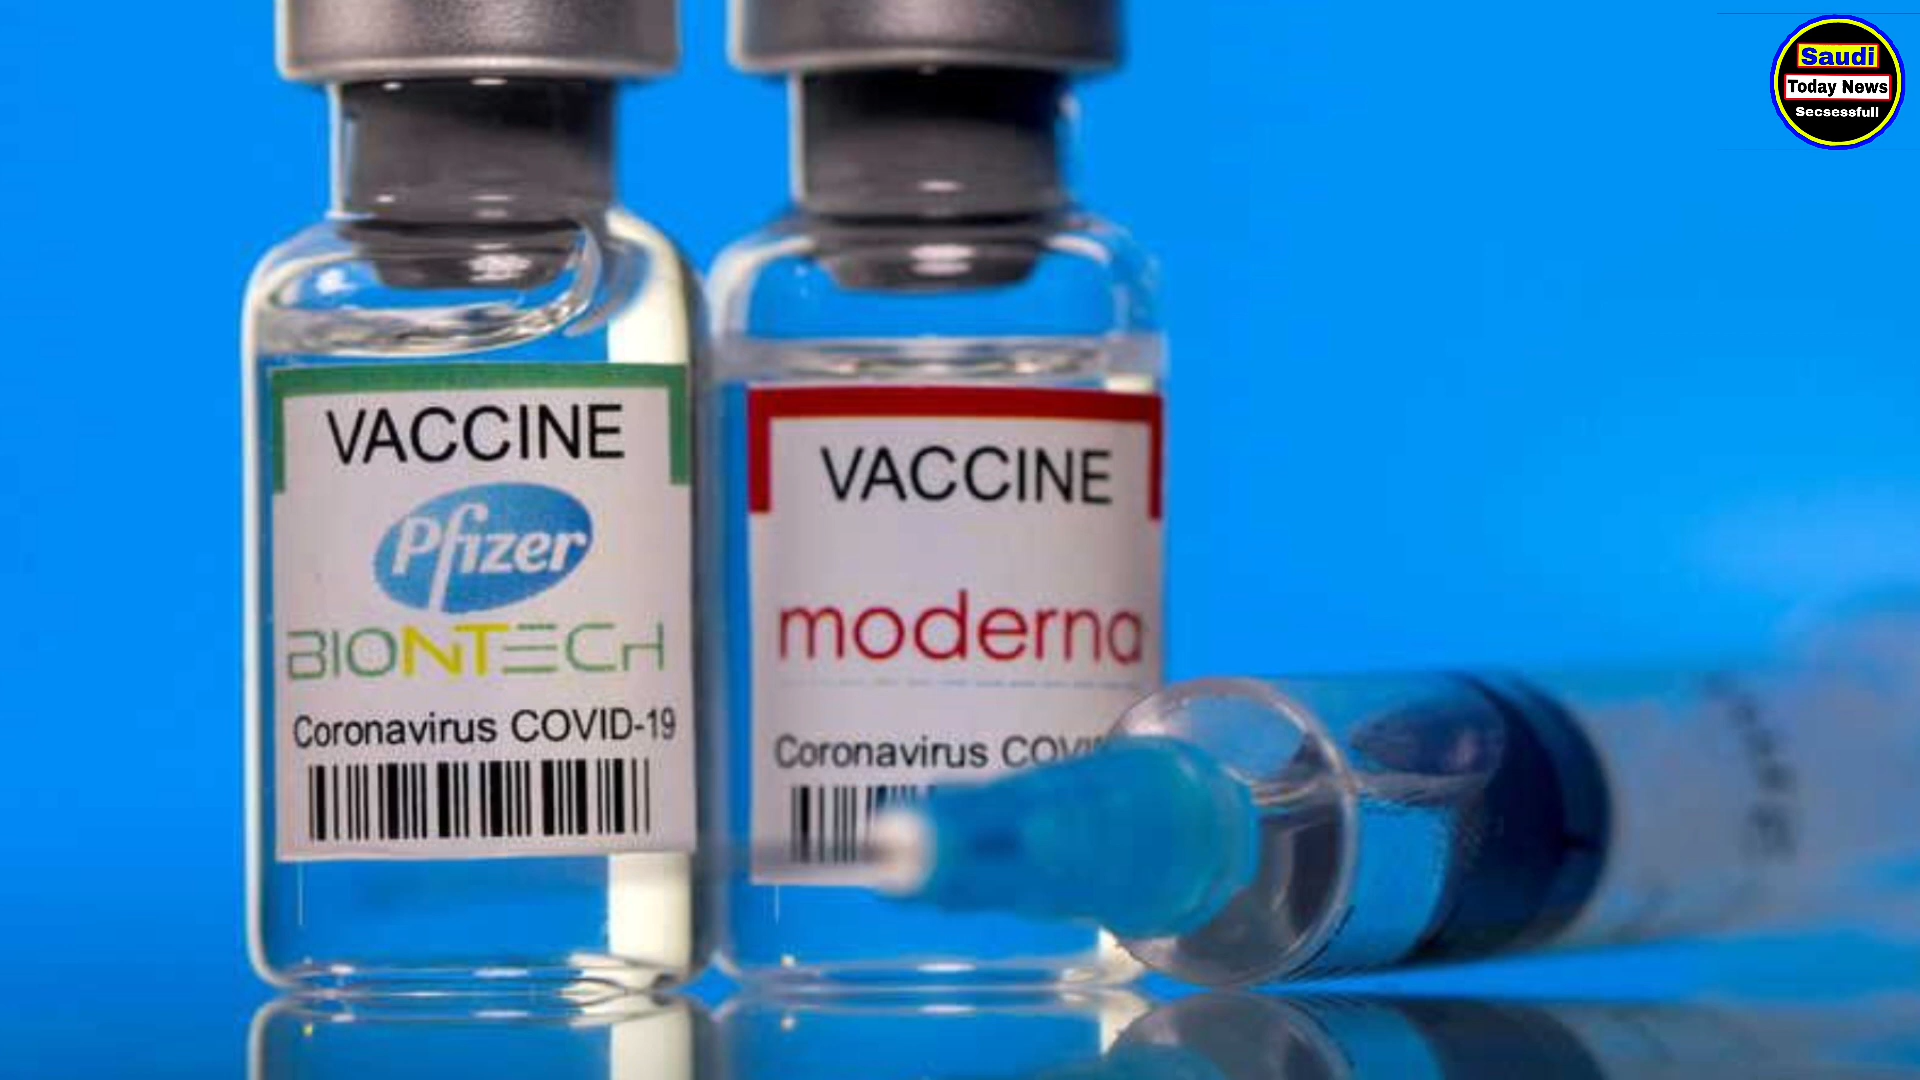 Saudi
Today News
Secsessfull
VACCINE
Pfizer
BIONTECH
Coronavirus COVID-19
VACCINE
moderna
Coronavirus